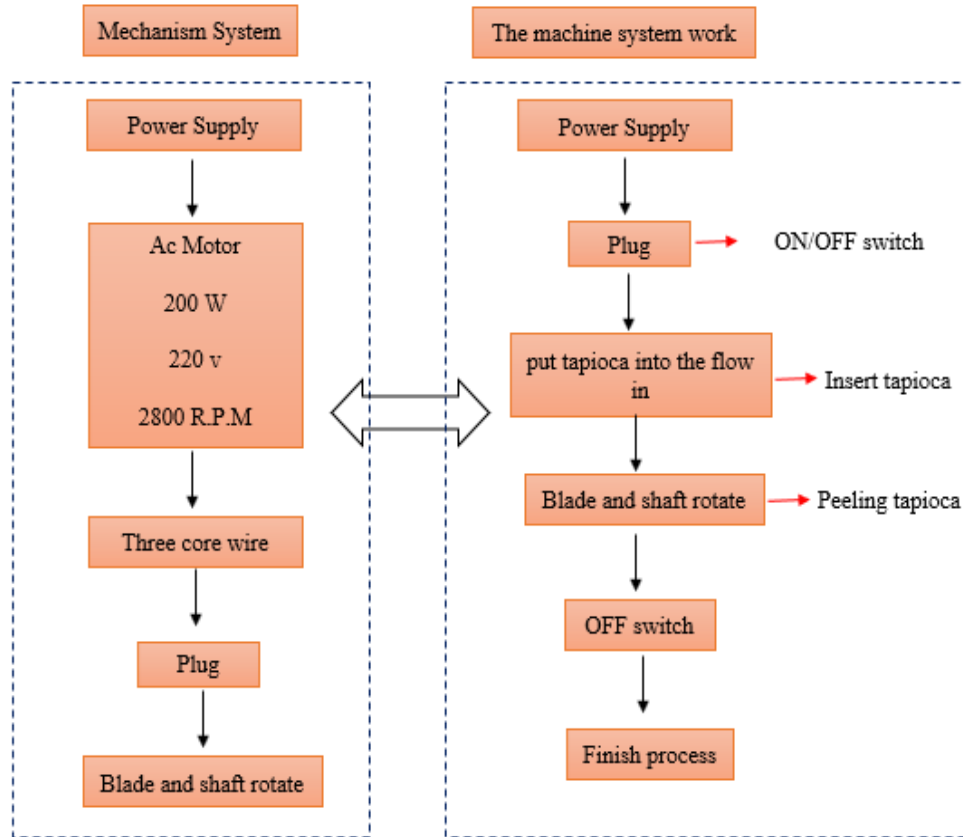 Mechanism System
Power Supply
Ac Motor
200 W
220 v
2800 R.P.M
Three core wire
Plug
Blade and shaft rotate
The machine system work
Power Supply
Plug
ON/OFF switch
put tapioca into the flow
in
Insert tapioca
Blade and shaft rotate
Peeling tapioca
OFF switch
Finish process